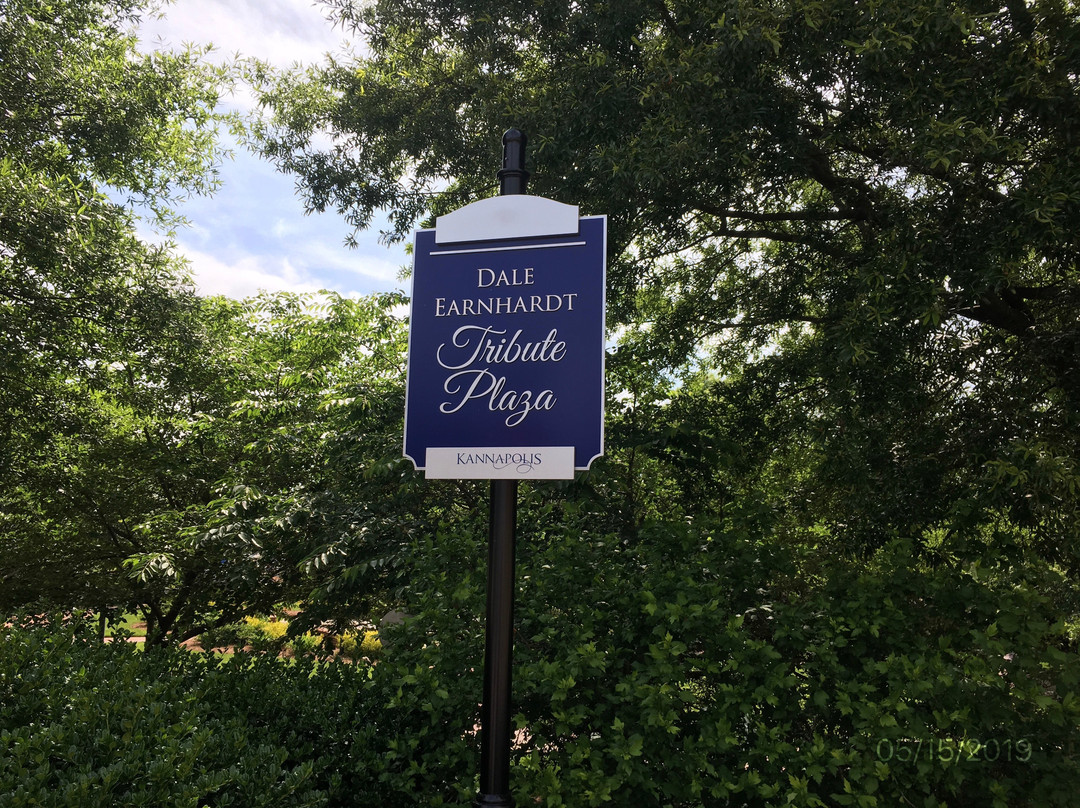 Dale
Earnhardt
Tribute
Plaza
Kannapolis
05/15/2019